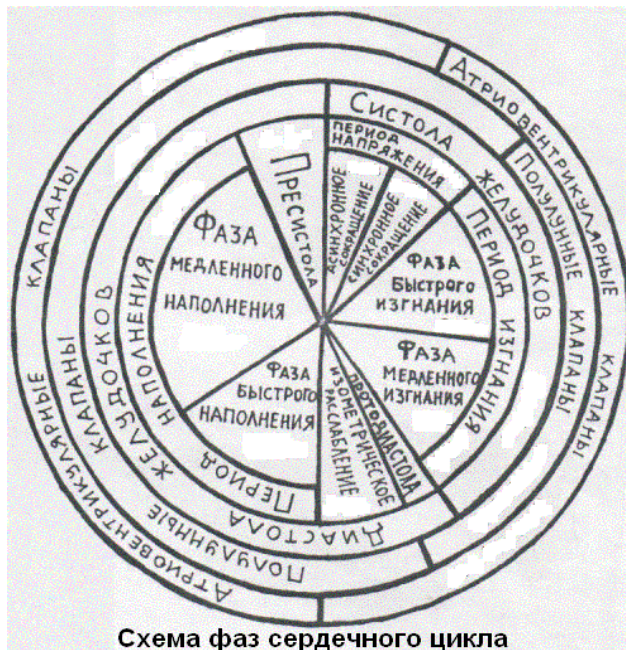 АТРИОВЕНТРИКУЛЯРНЫЕ КЛАПАНЫ
ПОЛУЛУННЫЕ КЛАПАНЫ
СИСТОЛА ЖЕЛУДОЧКОВ
ПЕРИОД
НАПРЯЖЕНИЯ
АСИНХРОННОЕ
СОКРАЩЕНИЕ
СИНХРОННОЕ
СОКРАЩЕНИЕ
ПЕРИОД ИЗГНАНИЯ
ФАЗА
БЫСТРОГО
ИЗГНАНИЯ
ФАЗА
МЕДЛЕННОГО
ИЗГНАНИЯ
ПРОТОДИАСТОЛА
ИЗОМЕТРИЧЕСКОЕ
РАССЛАБЛЕНИЕ
ДИАСТОЛА ЖЕЛУДОЧКОВ
ПЕРИОД НАПОЛНЕНИЯ
ФАЗА
БЫСТРОГО
НАПОЛНЕНИЯ
ФАЗА
МЕДЛЕННОГО
НАПОЛНЕНИЯ
ПРЕСИСТОЛА
ПОЛУЛУННЫЕ КЛАПАНЫ
АТРИОВЕНТРИКУЛЯРНЫЕ КЛАПАНЫ
Схема фаз сердечного цикла